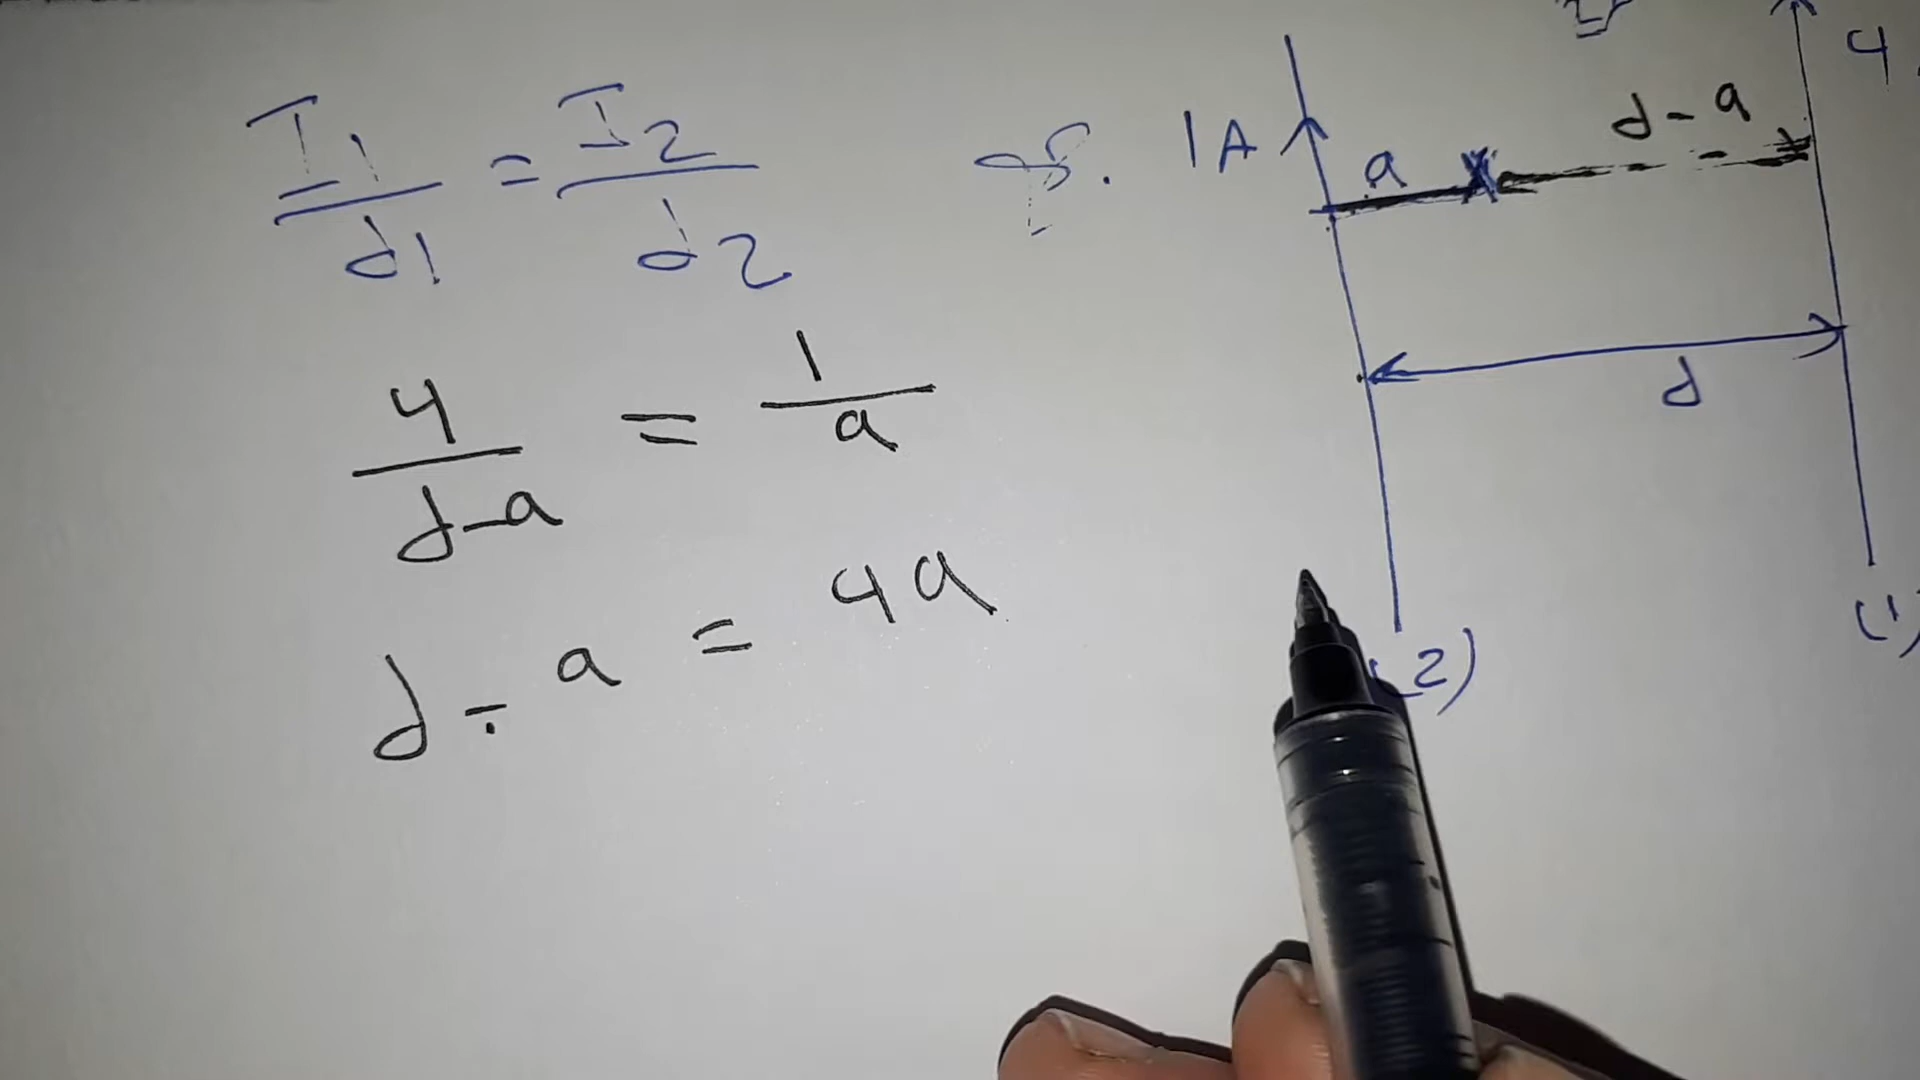 I1/d1 = I2/d2
4/d-a = 1/a
d - a = 4a
1A
4
a
d-a
d
(2)
(1)